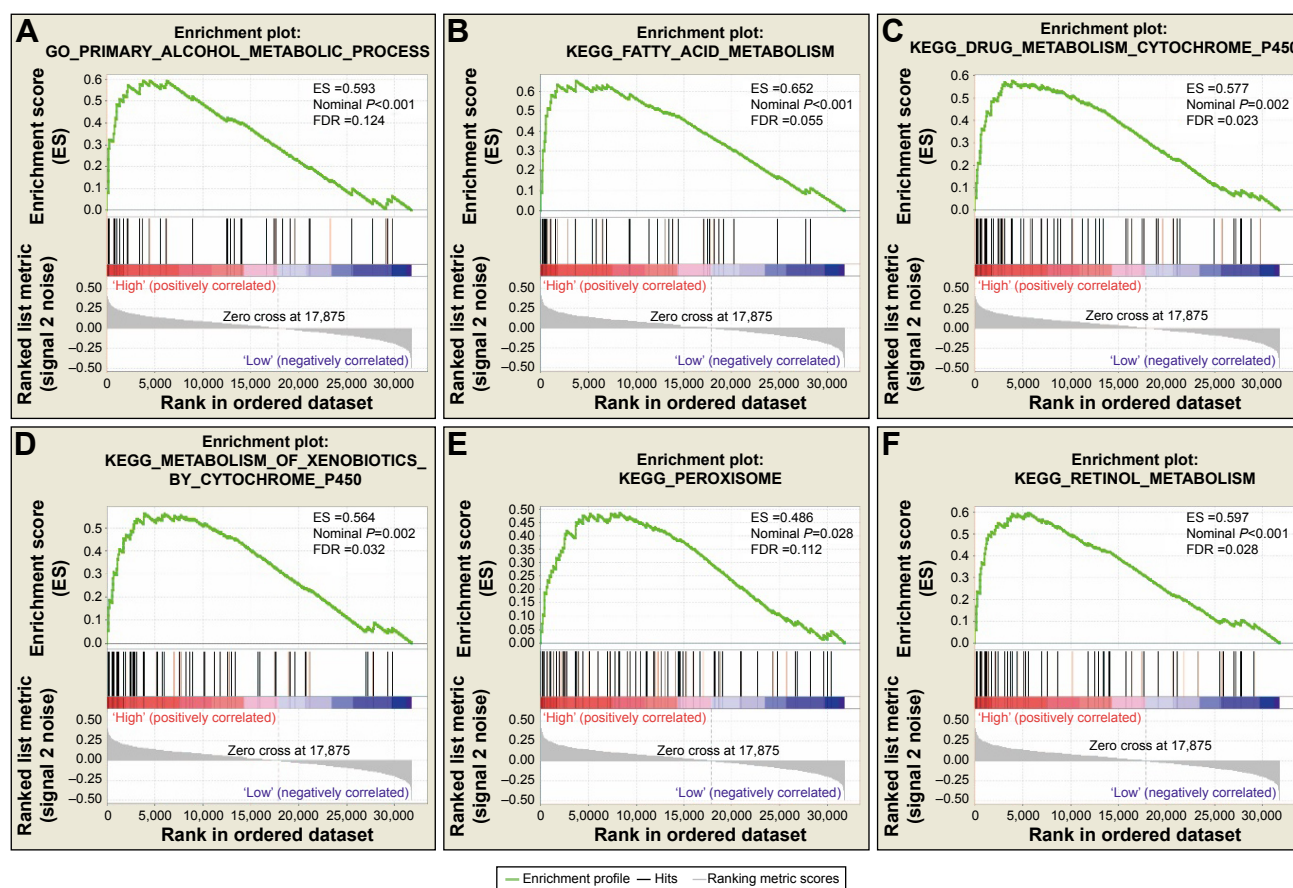 A
Enrichment plot:
GO_PRIMARY_ALCOHOL_METABOLIC_PROCESS
Enrichment score
(ES)
0.6
0.5
0.4
0.3
0.2
0.1
0.0
ES =0.593
Nominal P<0.001
FDR =0.124
Ranked list metric
(signal 2 noise)
0.50
0.25
0.00
–0.25
–0.50
'High' (positively correlated)
Zero cross at 17,875
'Low' (negatively correlated)
0 5,000 10,000 15,000 20,000 25,000 30,000
Rank in ordered dataset
B
Enrichment plot:
KEGG_FATTY_ACID_METABOLISM
Enrichment score
(ES)
0.6
0.5
0.4
0.3
0.2
0.1
0.0
ES =0.652
Nominal P<0.001
FDR =0.055
Ranked list metric
(signal 2 noise)
0.50
0.25
0.00
–0.25
–0.50
'High' (positively correlated)
Zero cross at 17,875
'Low' (negatively correlated)
0 5,000 10,000 15,000 20,000 25,000 30,000
Rank in ordered dataset
C
Enrichment plot:
KEGG_DRUG_METABOLISM_CYTOCHROME_P450
Enrichment score
(ES)
0.6
0.5
0.4
0.3
0.2
0.1
0.0
ES =0.577
Nominal P=0.002
FDR =0.023
Ranked list metric
(signal 2 noise)
0.50
0.25
0.00
–0.25
–0.50
'High' (positively correlated)
Zero cross at 17,875
'Low' (negatively correlated)
0 5,000 10,000 15,000 20,000 25,000 30,000
Rank in ordered dataset
D
Enrichment plot:
KEGG_METABOLISM_OF_XENOBIOTICS_
BY_CYTOCHROME_P450
Enrichment score
(ES)
0.5
0.4
0.3
0.2
0.1
0.0
ES =0.564
Nominal P=0.002
FDR =0.032
Ranked list metric
(signal 2 noise)
0.50
0.25
0.00
–0.25
–0.50
'High' (positively correlated)
Zero cross at 17,875
'Low' (negatively correlated)
0 5,000 10,000 15,000 20,000 25,000 30,000
Rank in ordered dataset
E
Enrichment plot:
KEGG_PEROXISOME
Enrichment score
(ES)
0.50
0.45
0.40
0.35
0.30
0.25
0.20
0.15
0.10
0.05
0.00
ES =0.486
Nominal P=0.028
FDR =0.112
Ranked list metric
(signal 2 noise)
0.50
0.25
0.00
–0.25
–0.50
'High' (positively correlated)
Zero cross at 17,875
'Low' (negatively correlated)
0 5,000 10,000 15,000 20,000 25,000 30,000
Rank in ordered dataset
F
Enrichment plot:
KEGG_RETINOL_METABOLISM
Enrichment score
(ES)
0.6
0.5
0.4
0.3
0.2
0.1
0.0
ES =0.597
Nominal P<0.001
FDR =0.028
Ranked list metric
(signal 2 noise)
0.50
0.25
0.00
–0.25
–0.50
'High' (positively correlated)
Zero cross at 17,875
'Low' (negatively correlated)
0 5,000 10,000 15,000 20,000 25,000 30,000
Rank in ordered dataset
Enrichment profile Hits Ranking metric scores